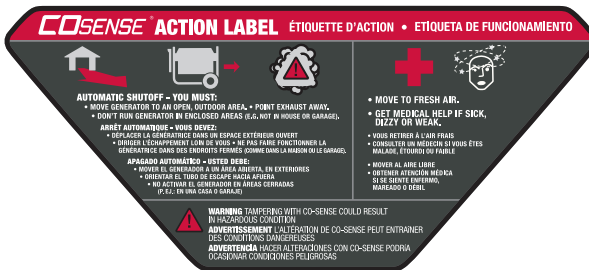 COSENSE® ACTION LABEL ÉTIQUETTE D'ACTION • ETIQUETA DE FUNCIONAMIENTO
AUTOMATIC SHUTOFF – YOU MUST:
• MOVE GENERATOR TO AN OPEN, OUTDOOR AREA. • POINT EXHAUST AWAY.
• DON'T RUN GENERATOR IN ENCLOSED AREAS (E.G. NOT IN HOUSE OR GARAGE).
ARRÊT AUTOMATIQUE – VOUS DEVEZ:
• DÉPLACER LA GÉNÉRATRICE DANS UN ESPACE EXTÉRIEUR OUVERT
• DIRIGER L'ÉCHAPPEMENT LOIN DE VOUS • NE PAS FAIRE FONCTIONNER LA
GÉNÉRATRICE DANS DES ENDROITS FERMÉS (COMME DANS LA MAISON OU LE GARAGE).
APAGADO AUTOMÁTICO – USTED DEBE:
• MOVER EL GENERADOR A UN ÁREA ABIERTA, EN EXTERIORES
• ORIENTAR EL TUBO DE ESCAPE HACIA AFUERA
• NO ACTIVAR EL GENERADOR EN ÁREAS CERRADAS
(P. EJ.: EN UNA CASA O GARAJE)
• MOVE TO FRESH AIR.
• GET MEDICAL HELP IF SICK,
DIZZY OR WEAK.
• VOUS RETIRER À L'AIR FRAIS
• CONSULTER UN MÉDECIN SI VOUS ÊTES
MALADE, ÉTOURDI OU FAIBLE
• MOVER AL AIRE LIBRE
• OBTENER ATENCIÓN MÉDICA
SI SE SIENTE ENFERMO,
MAREADO O DÉBIL
WARNING TAMPERING WITH CO-SENSE COULD RESULT
IN HAZARDOUS CONDITION
ADVERTISSEMENT L'ALTÉRATION DE CO-SENSE PEUT ENTRAÎNER
DES CONDITIONS DANGEREUSES
ADVERTENCIA HACER ALTERACIONES CON CO-SENSE PODRÍA
OCASIONAR CONDICIONES PELIGROSAS